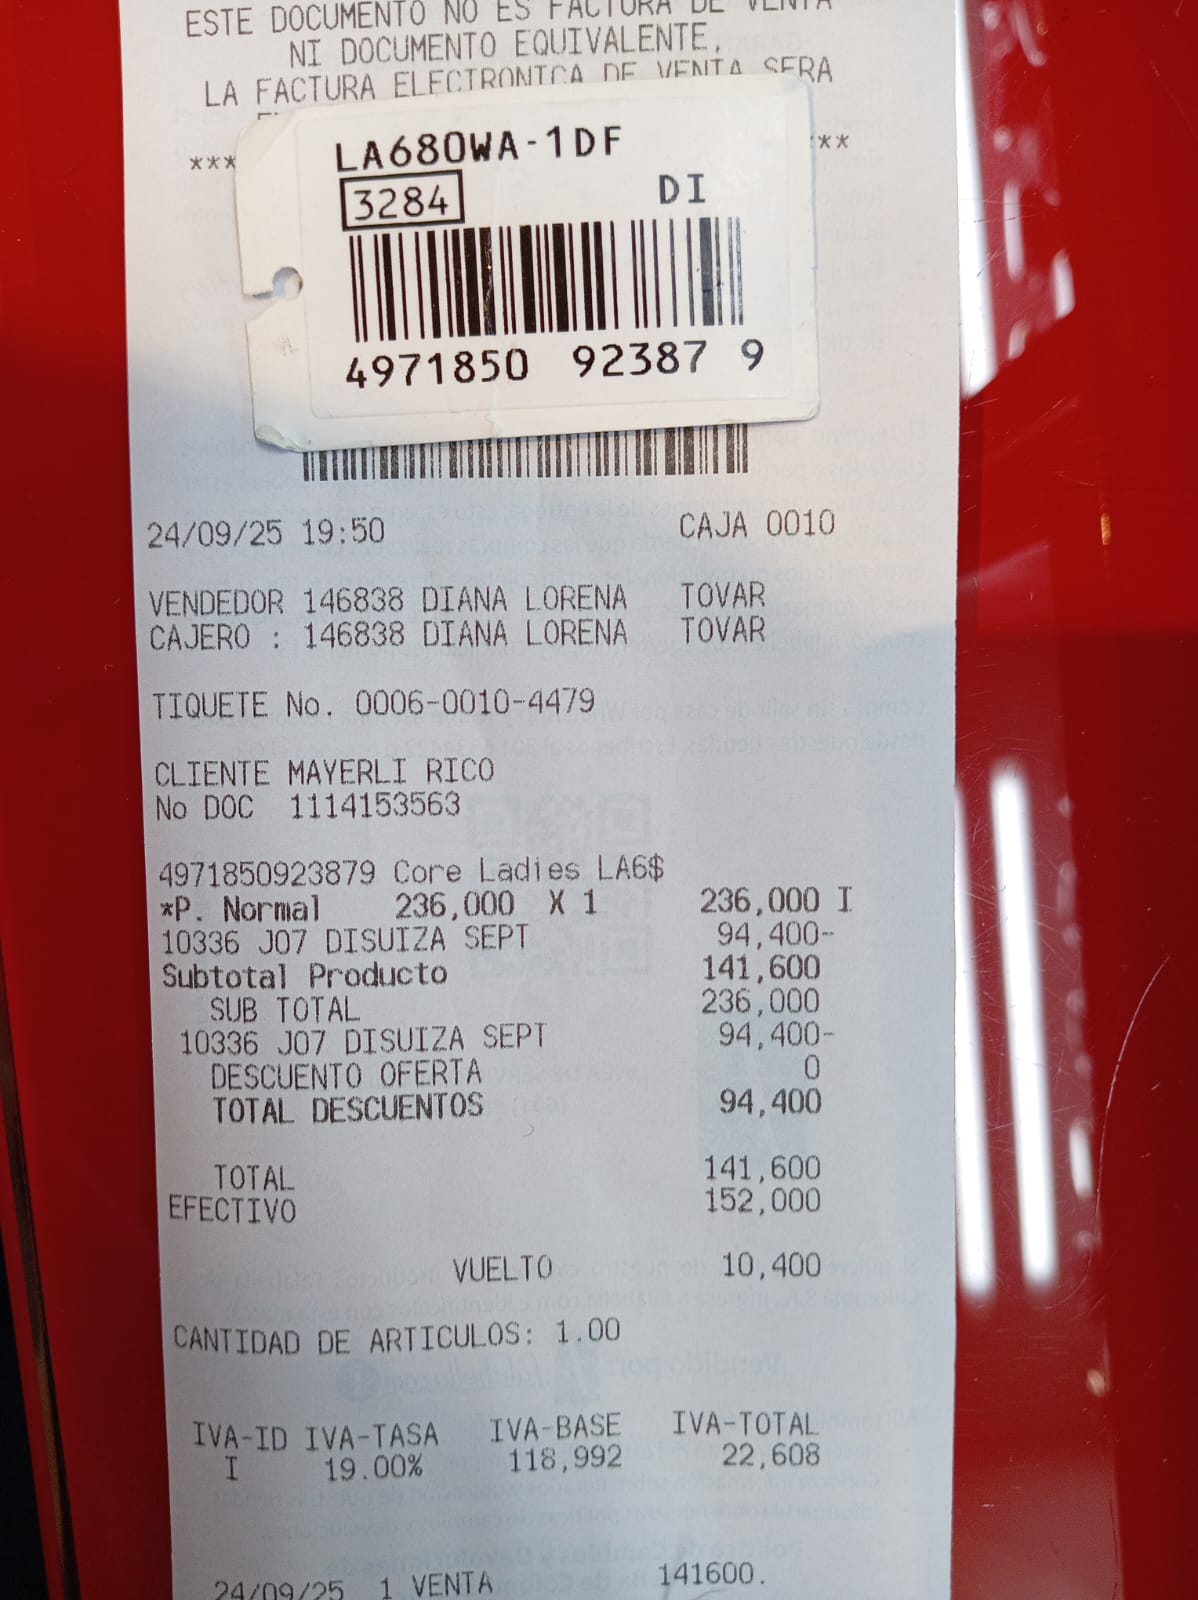 ESTE DOCUMENTO NO ES FACTURA DE VENTA
NI DOCUMENTO EQUIVALENTE,
LA FACTURA ELECTRONICA DE VENTA SERA
*** **
LA680WA-1DF
3284 DI
4971850 92387 9
24/09/25 19:50 CAJA 0010
VENDEDOR 146838 DIANA LORENA TOVAR
CAJERO : 146838 DIANA LORENA TOVAR
TIQUETE No. 0006-0010-4479
CLIENTE MAYERLI RICO
No DOC 1114153563
4971850923879 Core Ladies LA6$
*P. Normal 236,000 X 1 236,000 I
10336 J07 DISUIZA SEPT 94,400-
Subtotal Producto 141,600
SUB TOTAL 236,000
10336 J07 DISUIZA SEPT 94,400-
DESCUENTO OFERTA 0
TOTAL DESCUENTOS 94,400
TOTAL 141,600
EFECTIVO 152,000
VUELTO 10,400
CANTIDAD DE ARTICULOS: 1.00
IVA-ID IVA-TASA IVA-BASE IVA-TOTAL
I 19.00% 118,992 22,608
24/09/25 1 VENTA 141600.